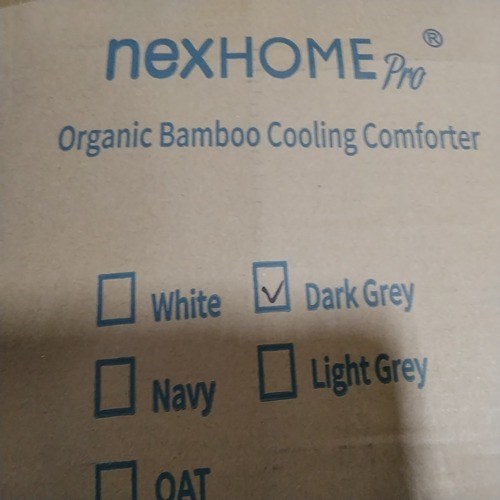 nexHOME Pro ®
Organic Bamboo Cooling Comforter
White Dark Grey
Navy Light Grey
OAT